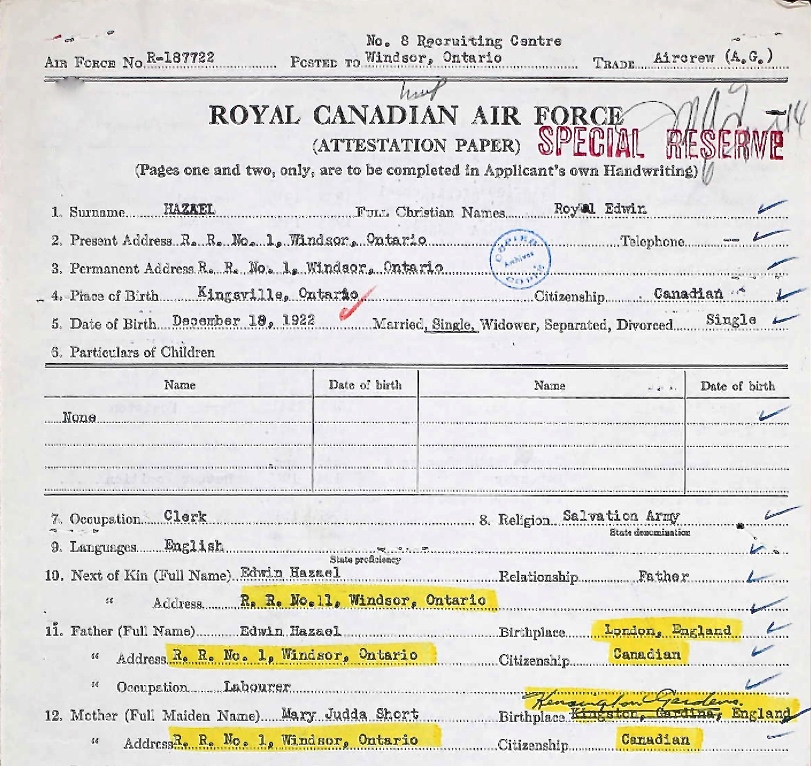 No. 8 Recruiting Centre
AIR FORCE No. R-187722 POSTED TO Windsor, Ontario TRADE Aircrew (A.G.)
ROYAL CANADIAN AIR FORCE
(ATTESTATION PAPER) SPECIAL RESERVE
(Pages one and two, only, are to be completed in Applicant's own Handwriting)
1. Surname HAZAEL FULL CHRISTIAN NAMES Royal Edwin
2. Present Address R. R. No. 1, Windsor, Ontario Telephone --
3. Permanent Address R. R. No. 1, Windsor, Ontario
COPIED
Archives
4. Place of Birth Kingsville, Ontario Citizenship Canadian
5. Date of Birth December 18, 1922 Married, Single, Widower, Separated, Divorced Single
6. Particulars of Children
Name Date of birth Name Date of birth
None
7. Occupation Clerk 8. Religion Salvation Army
State denomination
9. Languages English
State proficiency
10. Next of Kin (Full Name) Edwin Hazael Relationship Father
" Address R. R. No. 11, Windsor, Ontario
11. Father (Full Name) Edwin Hazael Birthplace London, England
" Address R. R. No. 1, Windsor, Ontario Citizenship Canadian
" Occupation Labourer
Kensington Gardens.
12. Mother (Full Maiden Name) Mary Judda Short Birthplace Kingston, Gardina, England
" Address R. R. No. 1, Windsor, Ontario Citizenship Canadian